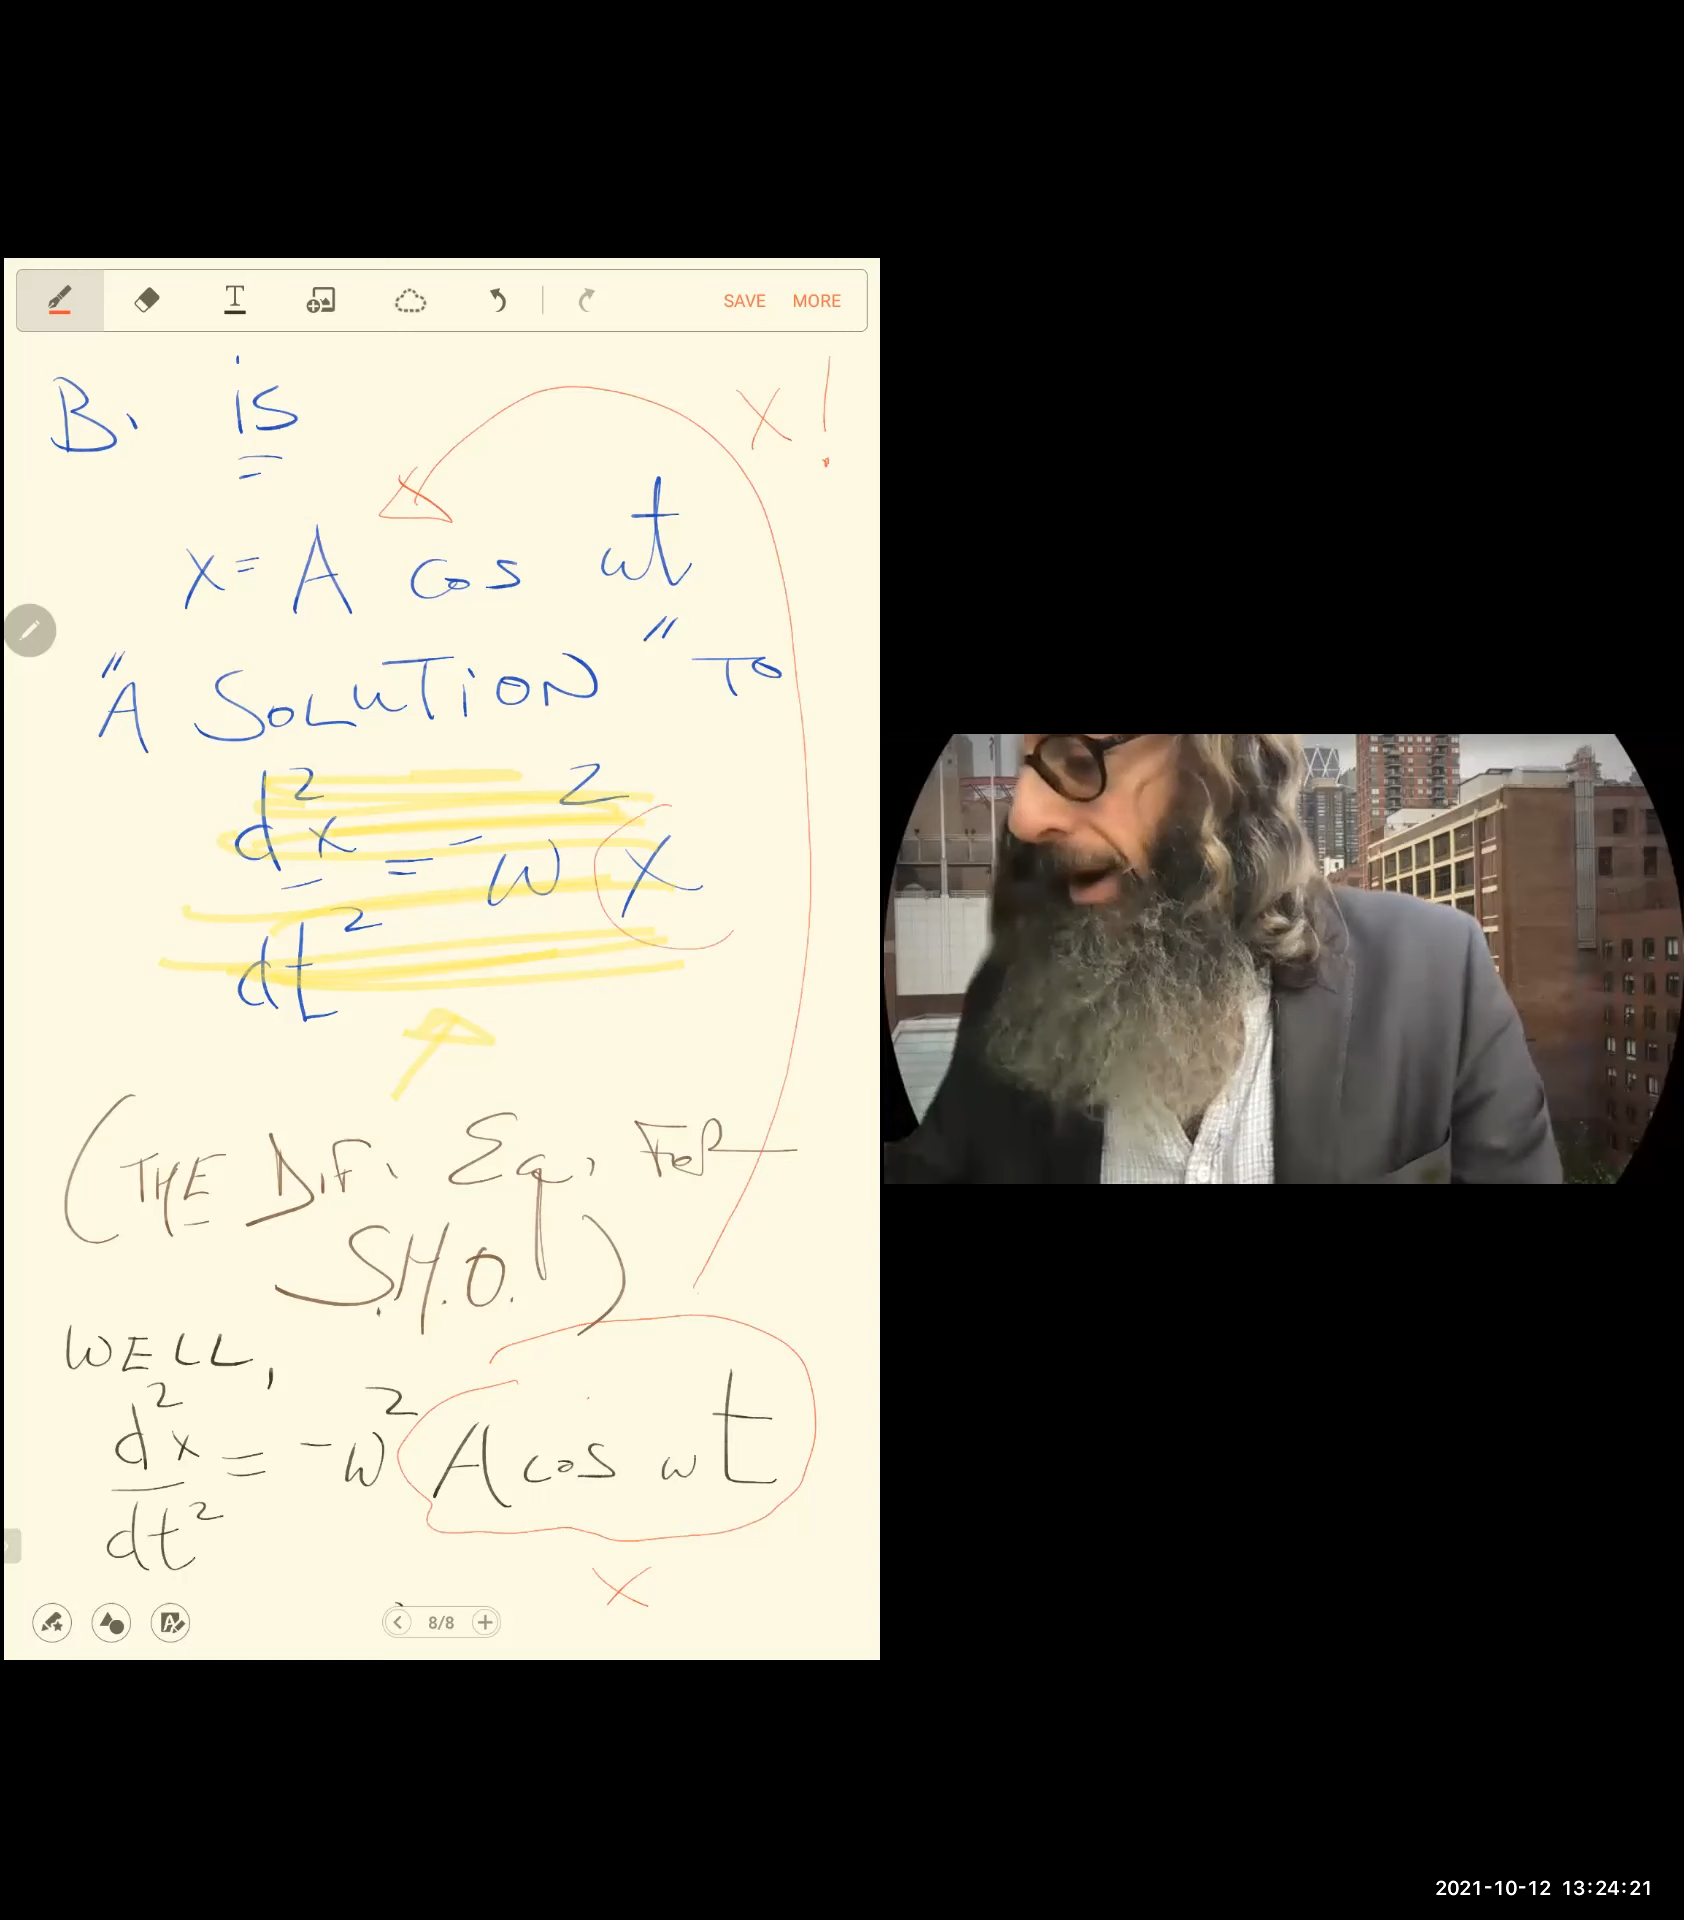 SAVE MORE
B. is
x!
x = A cos ωt
"A SOLUTION" TO
d²x/dt² = -ω² x
(THE DIF. Eq. FOR
S.H.O.)
WELL,
d²x/dt² = -ω² A cos ωt
x
8/8
2021-10-12 13:24:21